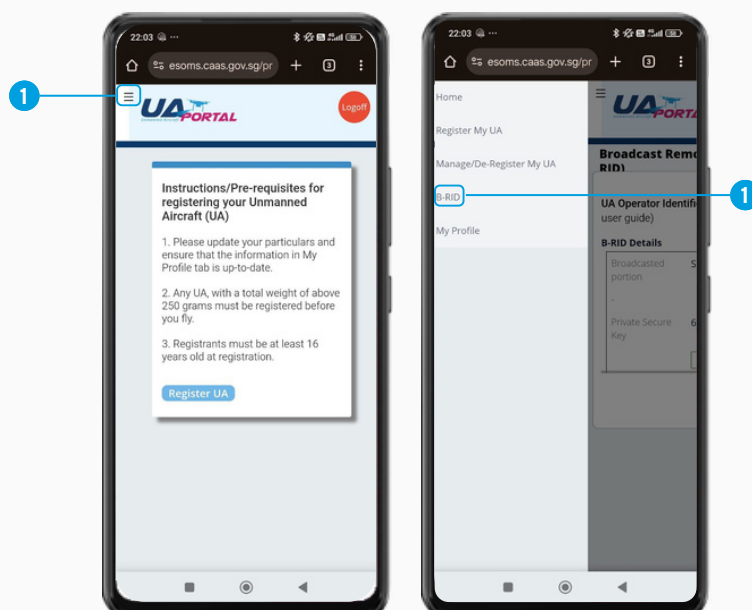 22:03
esoms.caas.gov.sg/pr
3
1
UA PORTAL
Logoff
Instructions/Pre-requisites for
registering your Unmanned
Aircraft (UA)
1. Please update your particulars and
ensure that the information in My
Profile tab is up-to-date.
2. Any UA, with a total weight of above
250 grams must be registered before
you fly.
3. Registrants must be at least 16
years old at registration.
Register UA
22:03
esoms.caas.gov.sg/pr
3
Home
Register My UA
Manage/De-Register My UA
B-RID
1
My Profile
UA PORTA
Broadcast Remo
RID)
UA Operator Identifi
user guide)
B-RID Details
Broadcasted
portion
S
-
Private Secure
Key
6